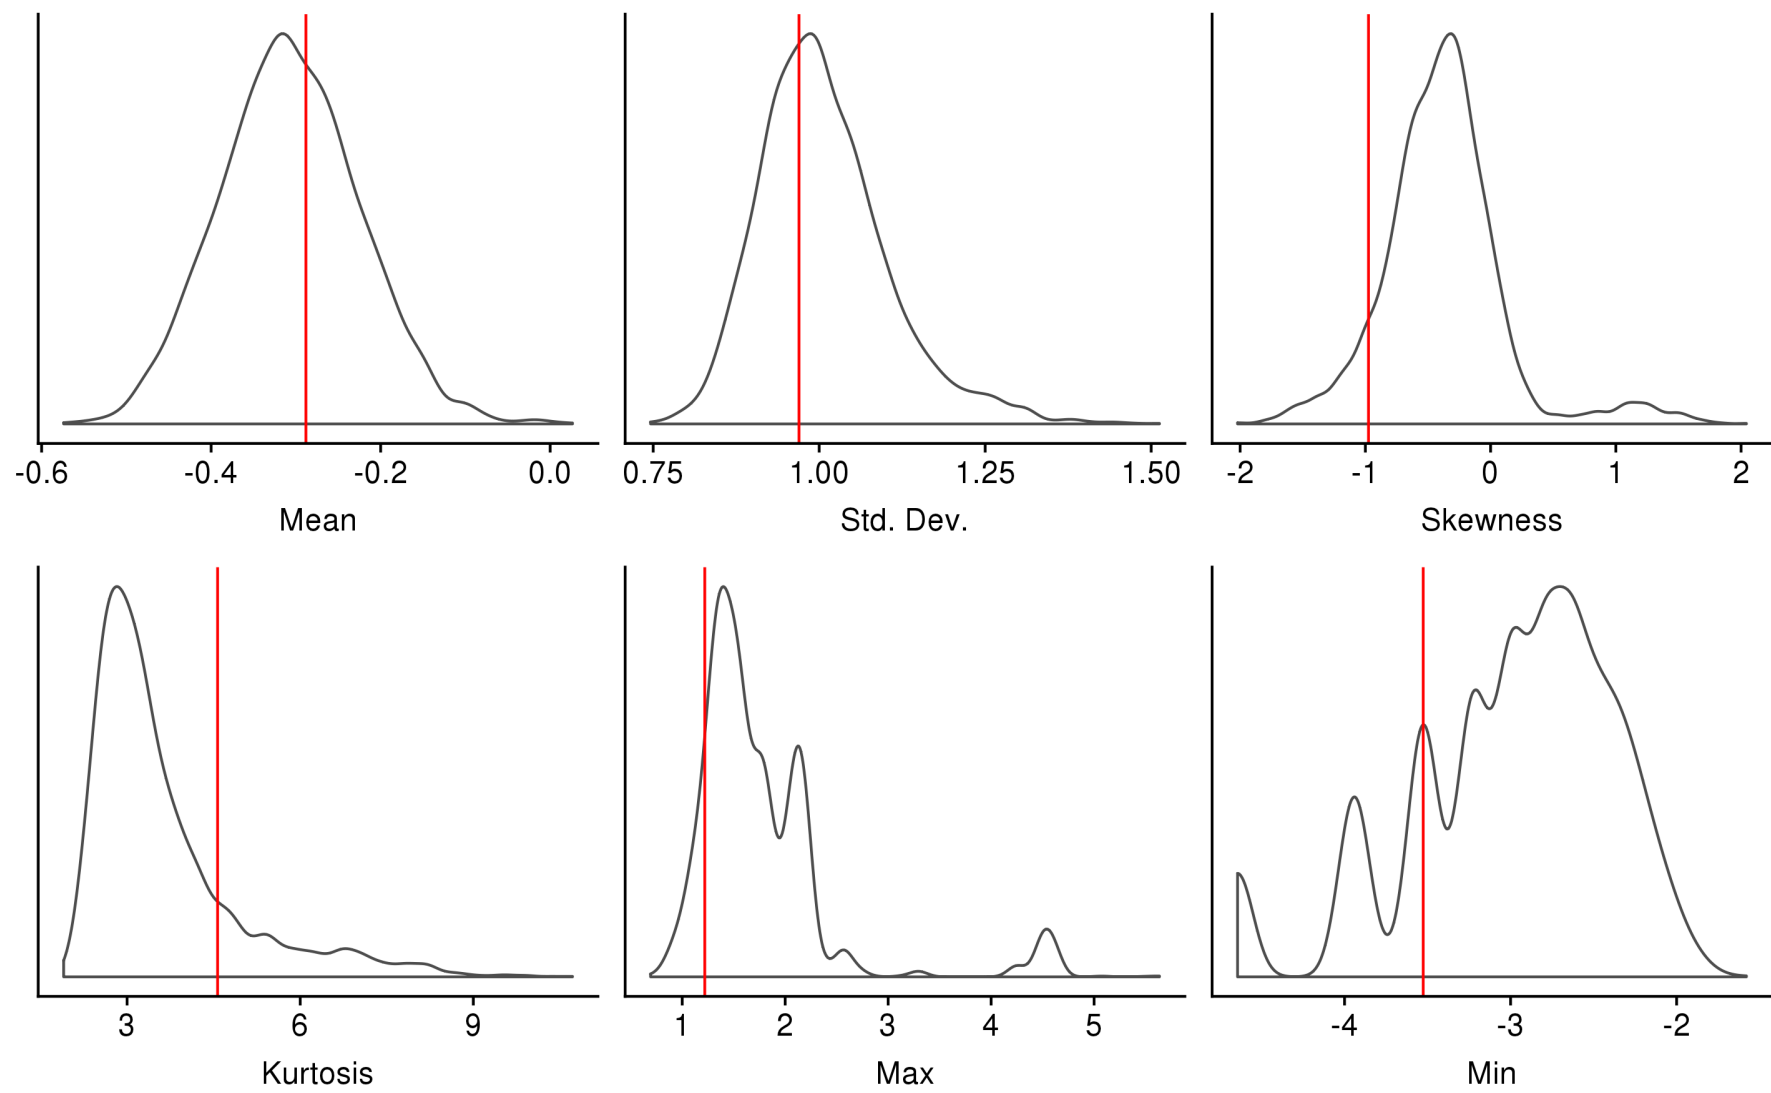 -0.6 -0.4 -0.2 0.0
Mean
0.75 1.00 1.25 1.50
Std. Dev.
-2 -1 0 1 2
Skewness
3 6 9
Kurtosis
1 2 3 4 5
Max
-4 -3 -2
Min